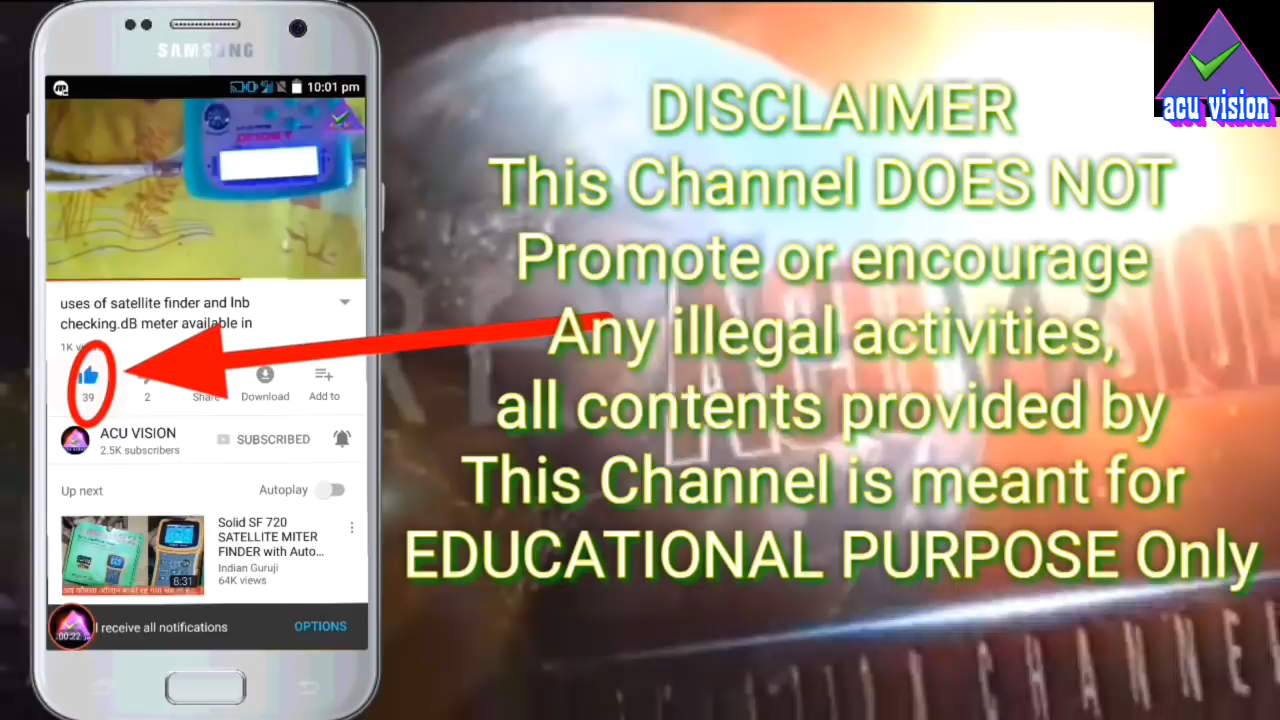 SAMSUNG
10:01 pm
uses of satellite finder and lnb
checking.dB meter available in
1K
39
2
Share
Download
Add to
ACU VISION
2.5K subscribers
SUBSCRIBED
Up next
Autoplay
Solid SF 720
SATELLITE MITER
FINDER with Auto...
Indian Guruji
64K views
8:31
00:22
I receive all notifications
OPTIONS
DISCLAIMER
This Channel DOES NOT
Promote or encourage
Any illegal activities,
all contents provided by
This Channel is meant for
EDUCATIONAL PURPOSE Only
acu vision
CHANNEL